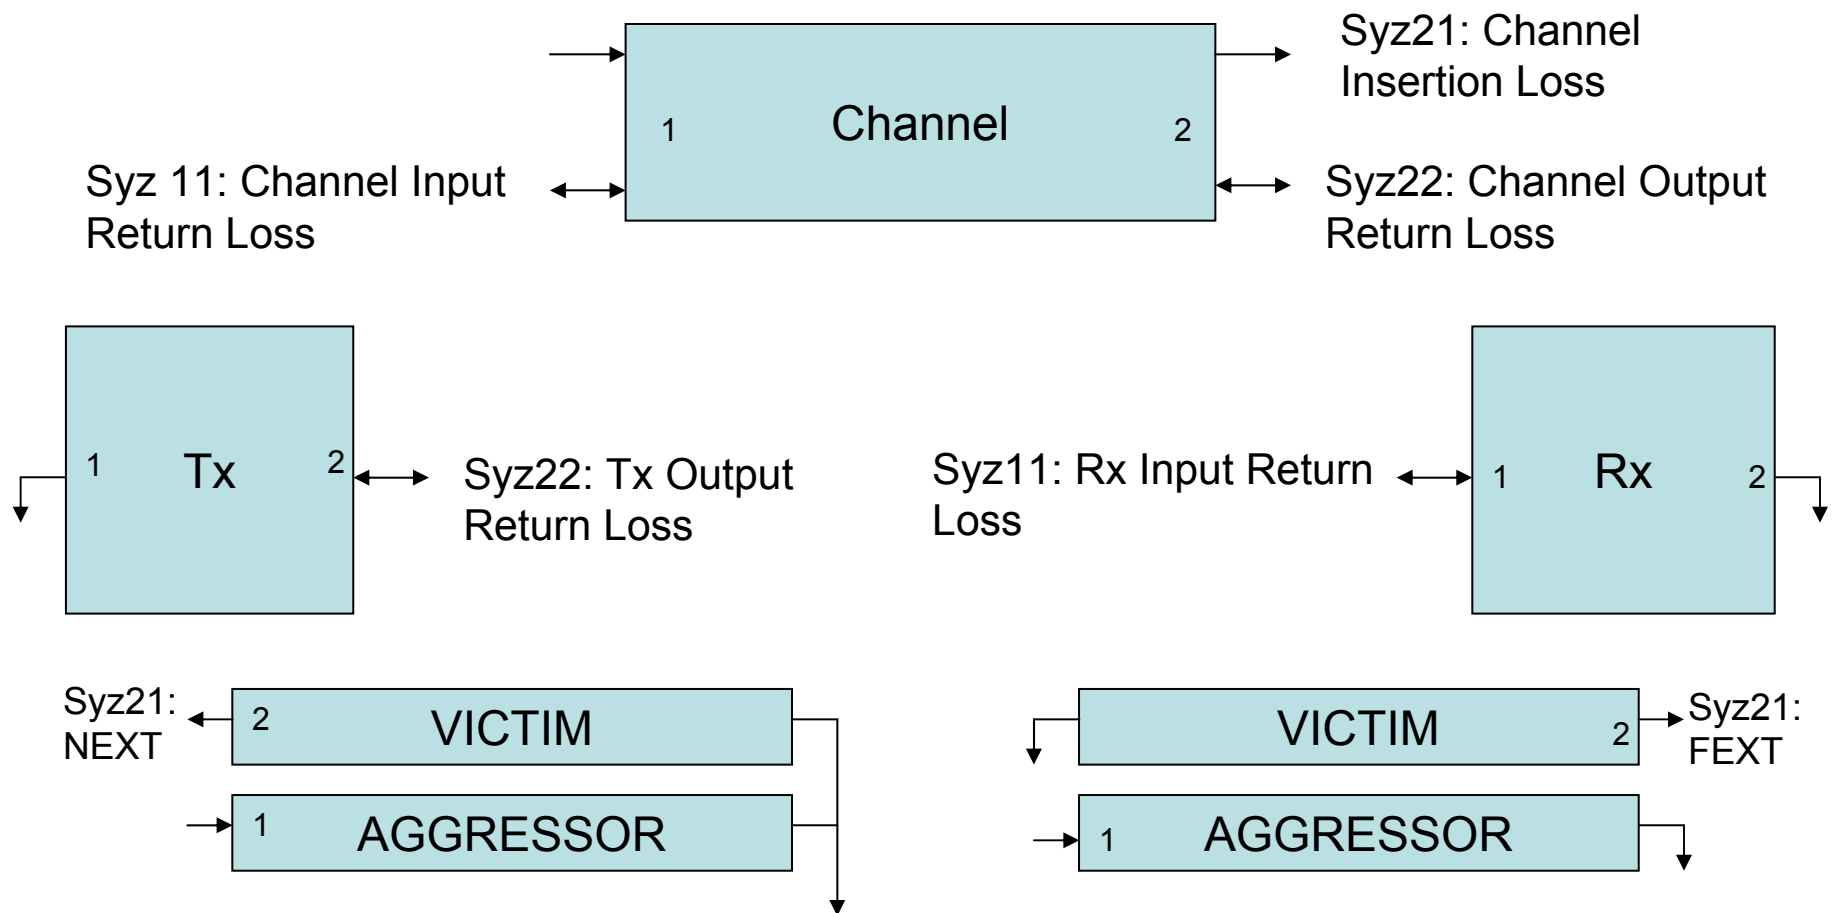 Syz21: Channel
Insertion Loss
1
Channel
2
Syz 11: Channel Input
Return Loss
Syz22: Channel Output
Return Loss
1
Tx
2
Syz22: Tx Output
Return Loss
Syz11: Rx Input Return
Loss
1
Rx
2
Syz21:
NEXT
2
VICTIM
1
AGGRESSOR
VICTIM
2
Syz21:
FEXT
1
AGGRESSOR